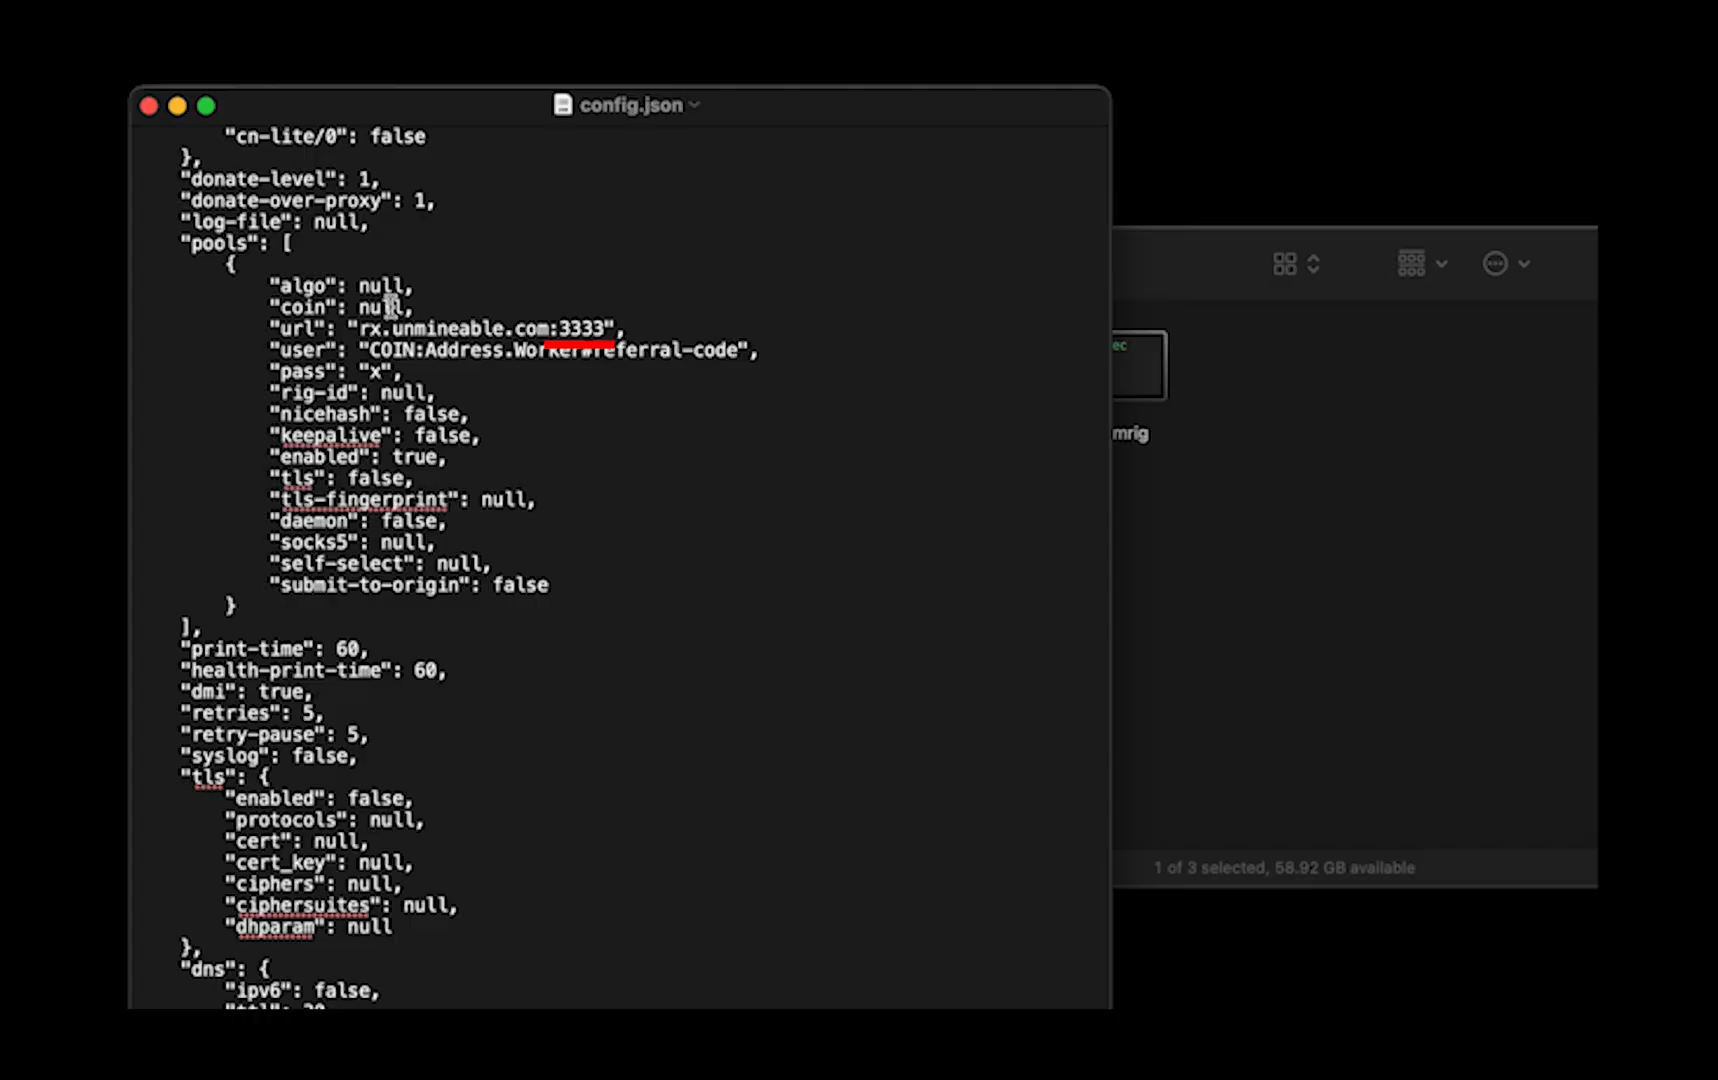 config.json
"cn-lite/0": false
},
"donate-level": 1,
"donate-over-proxy": 1,
"log-file": null,
"pools": [
{
"algo": null,
"coin": null,
"url": "rx.unmineable.com:3333",
"user": "COIN:Address.Worker#referral-code",
"pass": "x",
"rig-id": null,
"nicehash": false,
"keepalive": false,
"enabled": true,
"tls": false,
"tls-fingerprint": null,
"daemon": false,
"socks5": null,
"self-select": null,
"submit-to-origin": false
}
],
"print-time": 60,
"health-print-time": 60,
"dmi": true,
"retries": 5,
"retry-pause": 5,
"syslog": false,
"tls": {
"enabled": false,
"protocols": null,
"cert": null,
"cert_key": null,
"ciphers": null,
"ciphersuites": null,
"dhparam": null
},
"dns": {
"ipv6": false,
ec
mrig
1 of 3 selected, 58.92 GB available